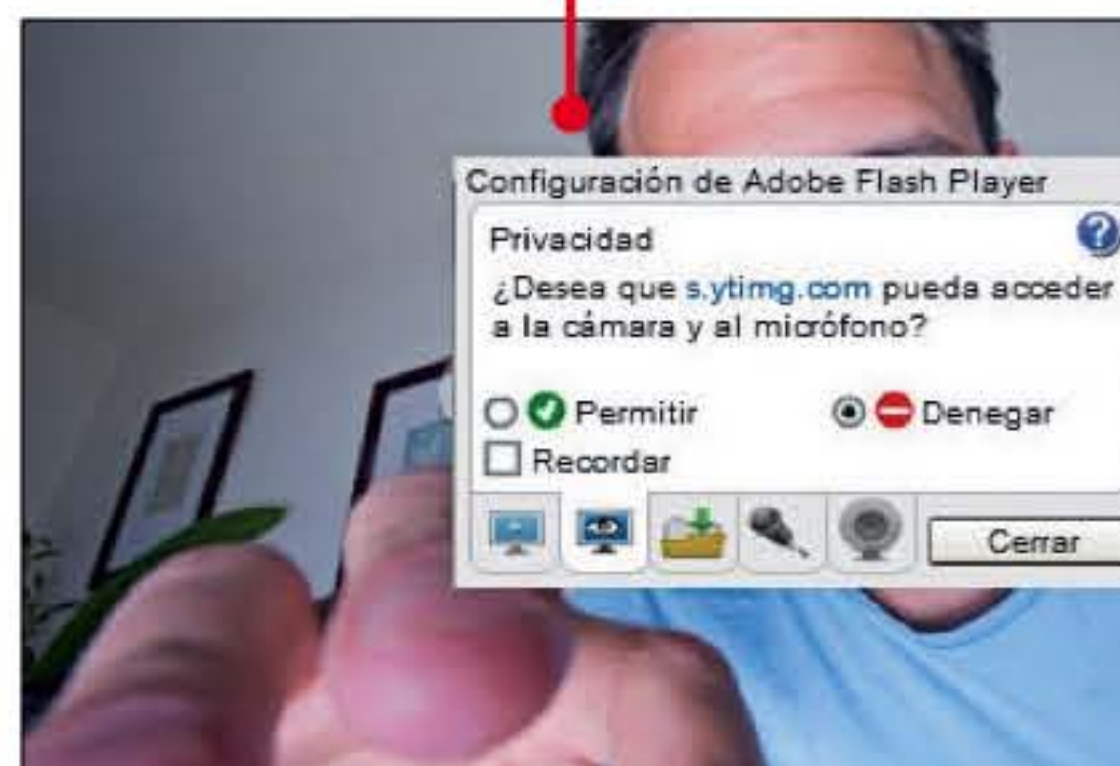 Configuración de Adobe Flash Player
Privacidad
?
¿Desea que s.ytimg.com pueda acceder
a la cámara y al micrófono?
Permitir
Denegar
Recordar
Cerrar